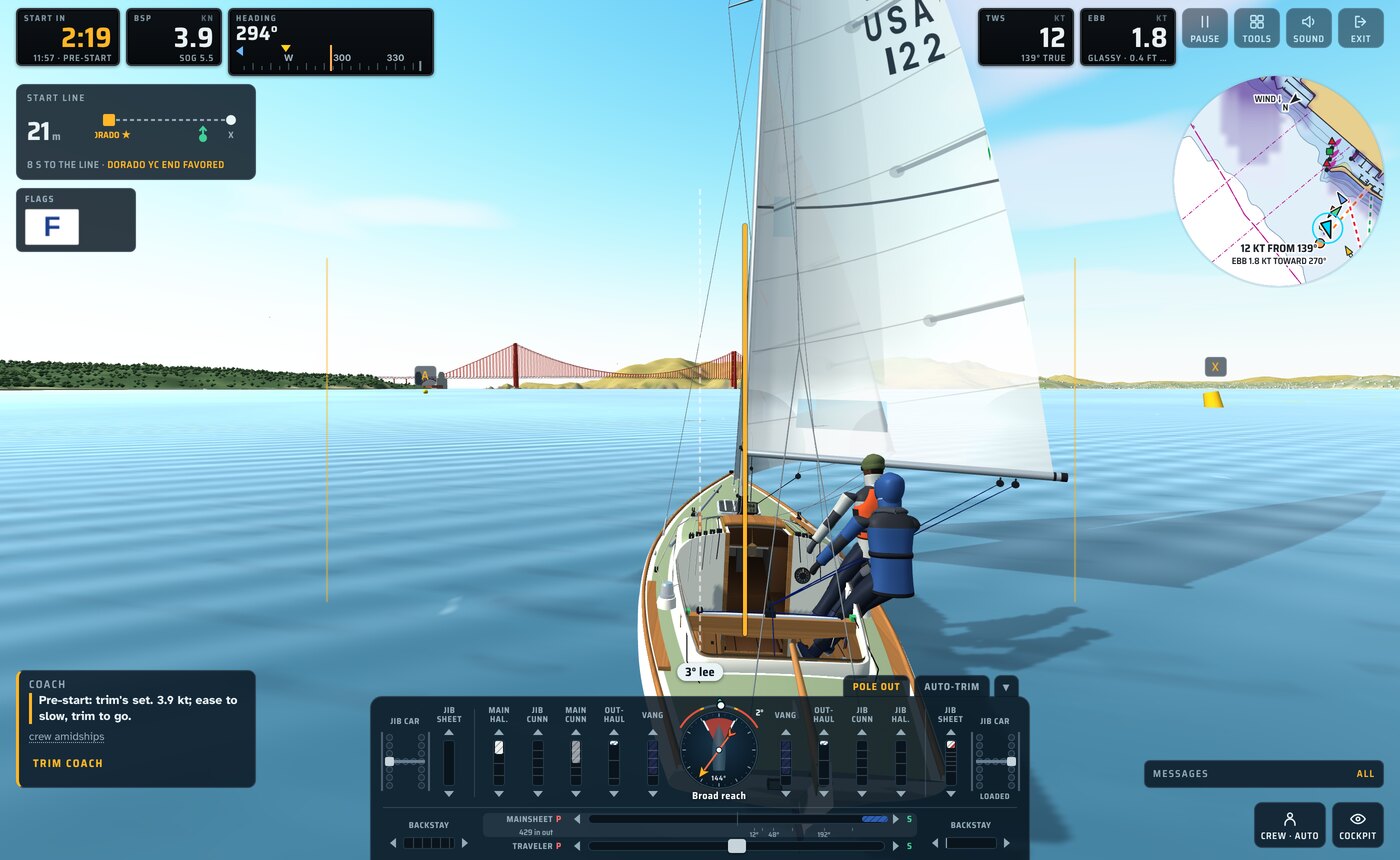 START IN
2:19
11:57 · PRE-START
BSP KN
3.9
SOG 5.5
HEADING
294°
W 300 330
TWS KT
12
139° TRUE
EBB KT
1.8
GLASSY · 0.4 FT ...
PAUSE
TOOLS
SOUND
EXIT
START LINE
21 m
ORADO ★ X
8 S TO THE LINE · DORADO YC END FAVORED
FLAGS
F
USA
122
WIND
N
12 KT FROM 139°
EBB 1.8 KT TOWARD 270°
A
X
3° lee
COACH
Pre-start: trim's set. 3.9 kt; ease to
slow, trim to go.
crew amidships
TRIM COACH
POLE OUT
AUTO-TRIM
▼
JIB CAR
JIB SHEET
MAIN HAL.
JIB CUNN
MAIN CUNN
OUT-HAUL
VANG
2°
144°
Broad reach
VANG
OUT-HAUL
JIB CUNN
JIB HAL.
JIB SHEET
JIB CAR
LOADED
BACKSTAY
MAINSHEET P S
429 in out
12° 48° 192°
TRAVELER P S
BACKSTAY
MESSAGES ALL
CREW · AUTO
COCKPIT